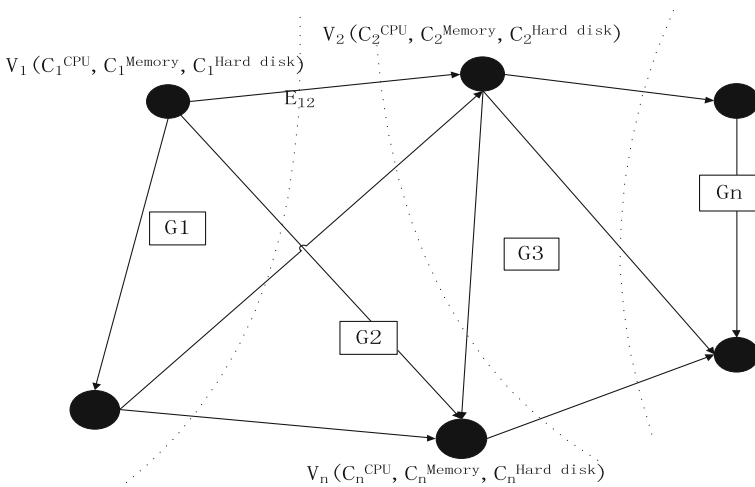 V₂(C₂ᶜᴾᵁ, C₂ᴹᵉᵐᵒʳʸ, C₂ᴴᵃʳᵈ ᵈⁱˢᵏ)
V₁(C₁ᶜᴾᵁ, C₁ᴹᵉᵐᵒʳʸ, C₁ᴴᵃʳᵈ ᵈⁱˢᵏ)
E₁₂
Gn
G1
G3
G2
Vₙ(Cₙᶜᴾᵁ, Cₙᴹᵉᵐᵒʳʸ, Cₙᴴᵃʳᵈ ᵈⁱˢᵏ)